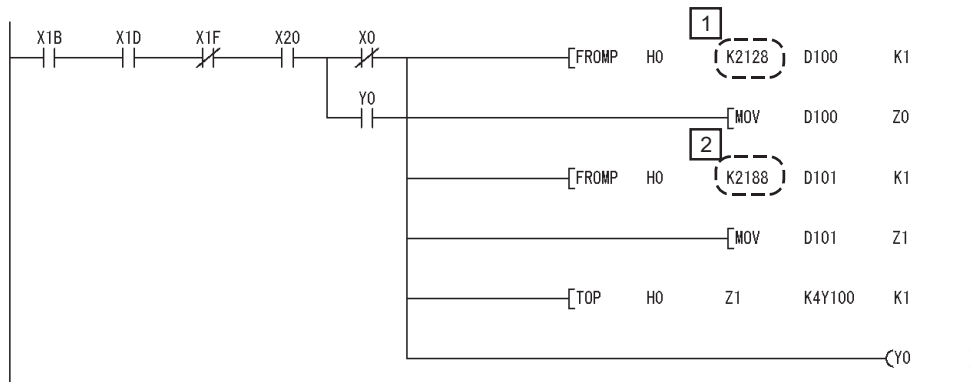 1
X1B X1D X1F X20 X0
[FROMP H0 K2128 D100 K1
Y0
[MOV D100 Z0
2
[FROMP H0 K2188 D101 K1
[MOV D101 Z1
[TOP H0 Z1 K4Y100 K1
(Y0